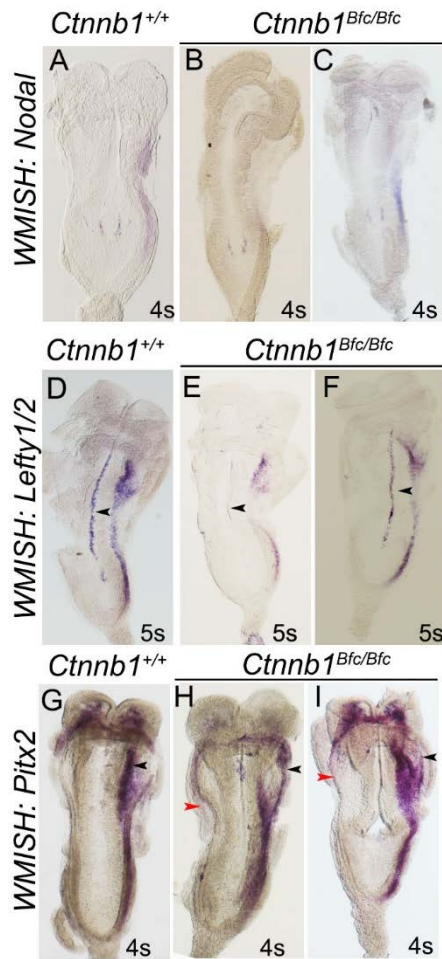 Ctnnb1+/+ Ctnnb1Bfc/Bfc
WMISH: Nodal
A B C
4s 4s 4s
Ctnnb1+/+ Ctnnb1Bfc/Bfc
WMISH: Lefty1/2
D E F
5s 5s 5s
Ctnnb1+/+ Ctnnb1Bfc/Bfc
WMISH: Pitx2
G H I
4s 4s 4s